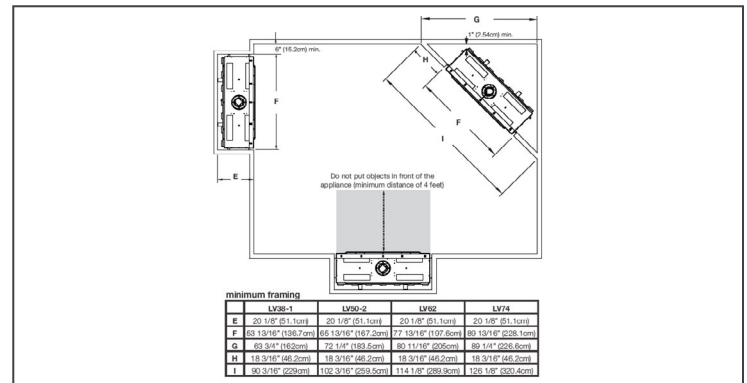 G
1" (2.54cm) min.
6" (15.2cm) min.
H
F
F
I
E
Do not put objects in front of the
appliance (minimum distance of 4 feet)
minimum framing
LV38-1 LV50-2 LV62 LV74
E 20 1/8" (51.1cm) 20 1/8" (51.1cm) 20 1/8" (51.1cm) 20 1/8" (51.1cm)
F 53 13/16" (136.7cm) 65 13/16" (167.2cm) 77 13/16" (197.6cm) 89 13/16" (228.1cm)
G 63 3/4" (162cm) 72 1/4" (183.5cm) 80 11/16" (205cm) 89 1/4" (226.6cm)
H 18 3/16" (46.2cm) 18 3/16" (46.2cm) 18 3/16" (46.2cm) 18 3/16" (46.2cm)
I 90 3/16" (229cm) 102 3/16" (259.5cm) 114 1/8" (289.9cm) 126 1/8" (320.4cm)